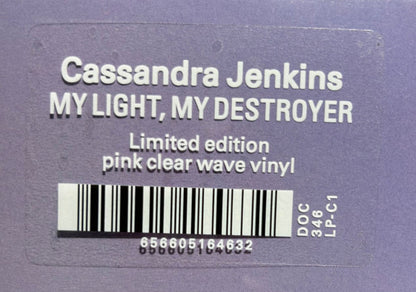 Cassandra Jenkins
MY LIGHT, MY DESTROYER
Limited edition
pink clear wave vinyl
656605164632
DOC
346
LP-C1